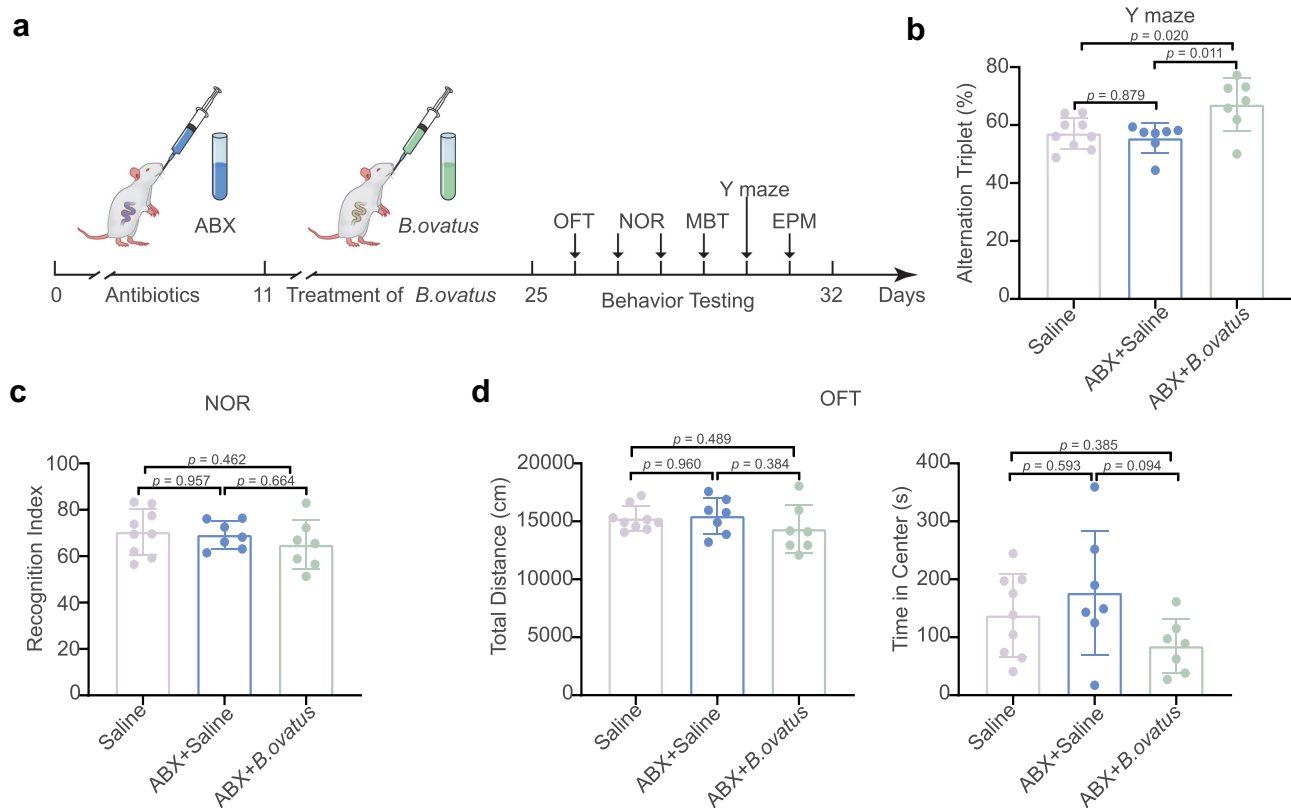 a
ABX
B.ovatus
OFT
NOR
MBT
Y maze
EPM
0
Antibiotics
11
Treatment of B.ovatus
25
Behavior Testing
32
Days
b
Y maze
p = 0.020
p = 0.011
p = 0.879
Alternation Triplet (%)
80
60
40
20
0
Saline
ABX+Saline
ABX+B.ovatus
c
NOR
p = 0.462
p = 0.957
p = 0.664
Recognition Index
100
80
60
40
20
0
Saline
ABX+Saline
ABX+B.ovatus
d
OFT
p = 0.489
p = 0.960
p = 0.384
Total Distance (cm)
20000
15000
10000
5000
0
Saline
ABX+Saline
ABX+B.ovatus
p = 0.385
p = 0.593
p = 0.094
Time in Center (s)
400
300
200
100
0
Saline
ABX+Saline
ABX+B.ovatus